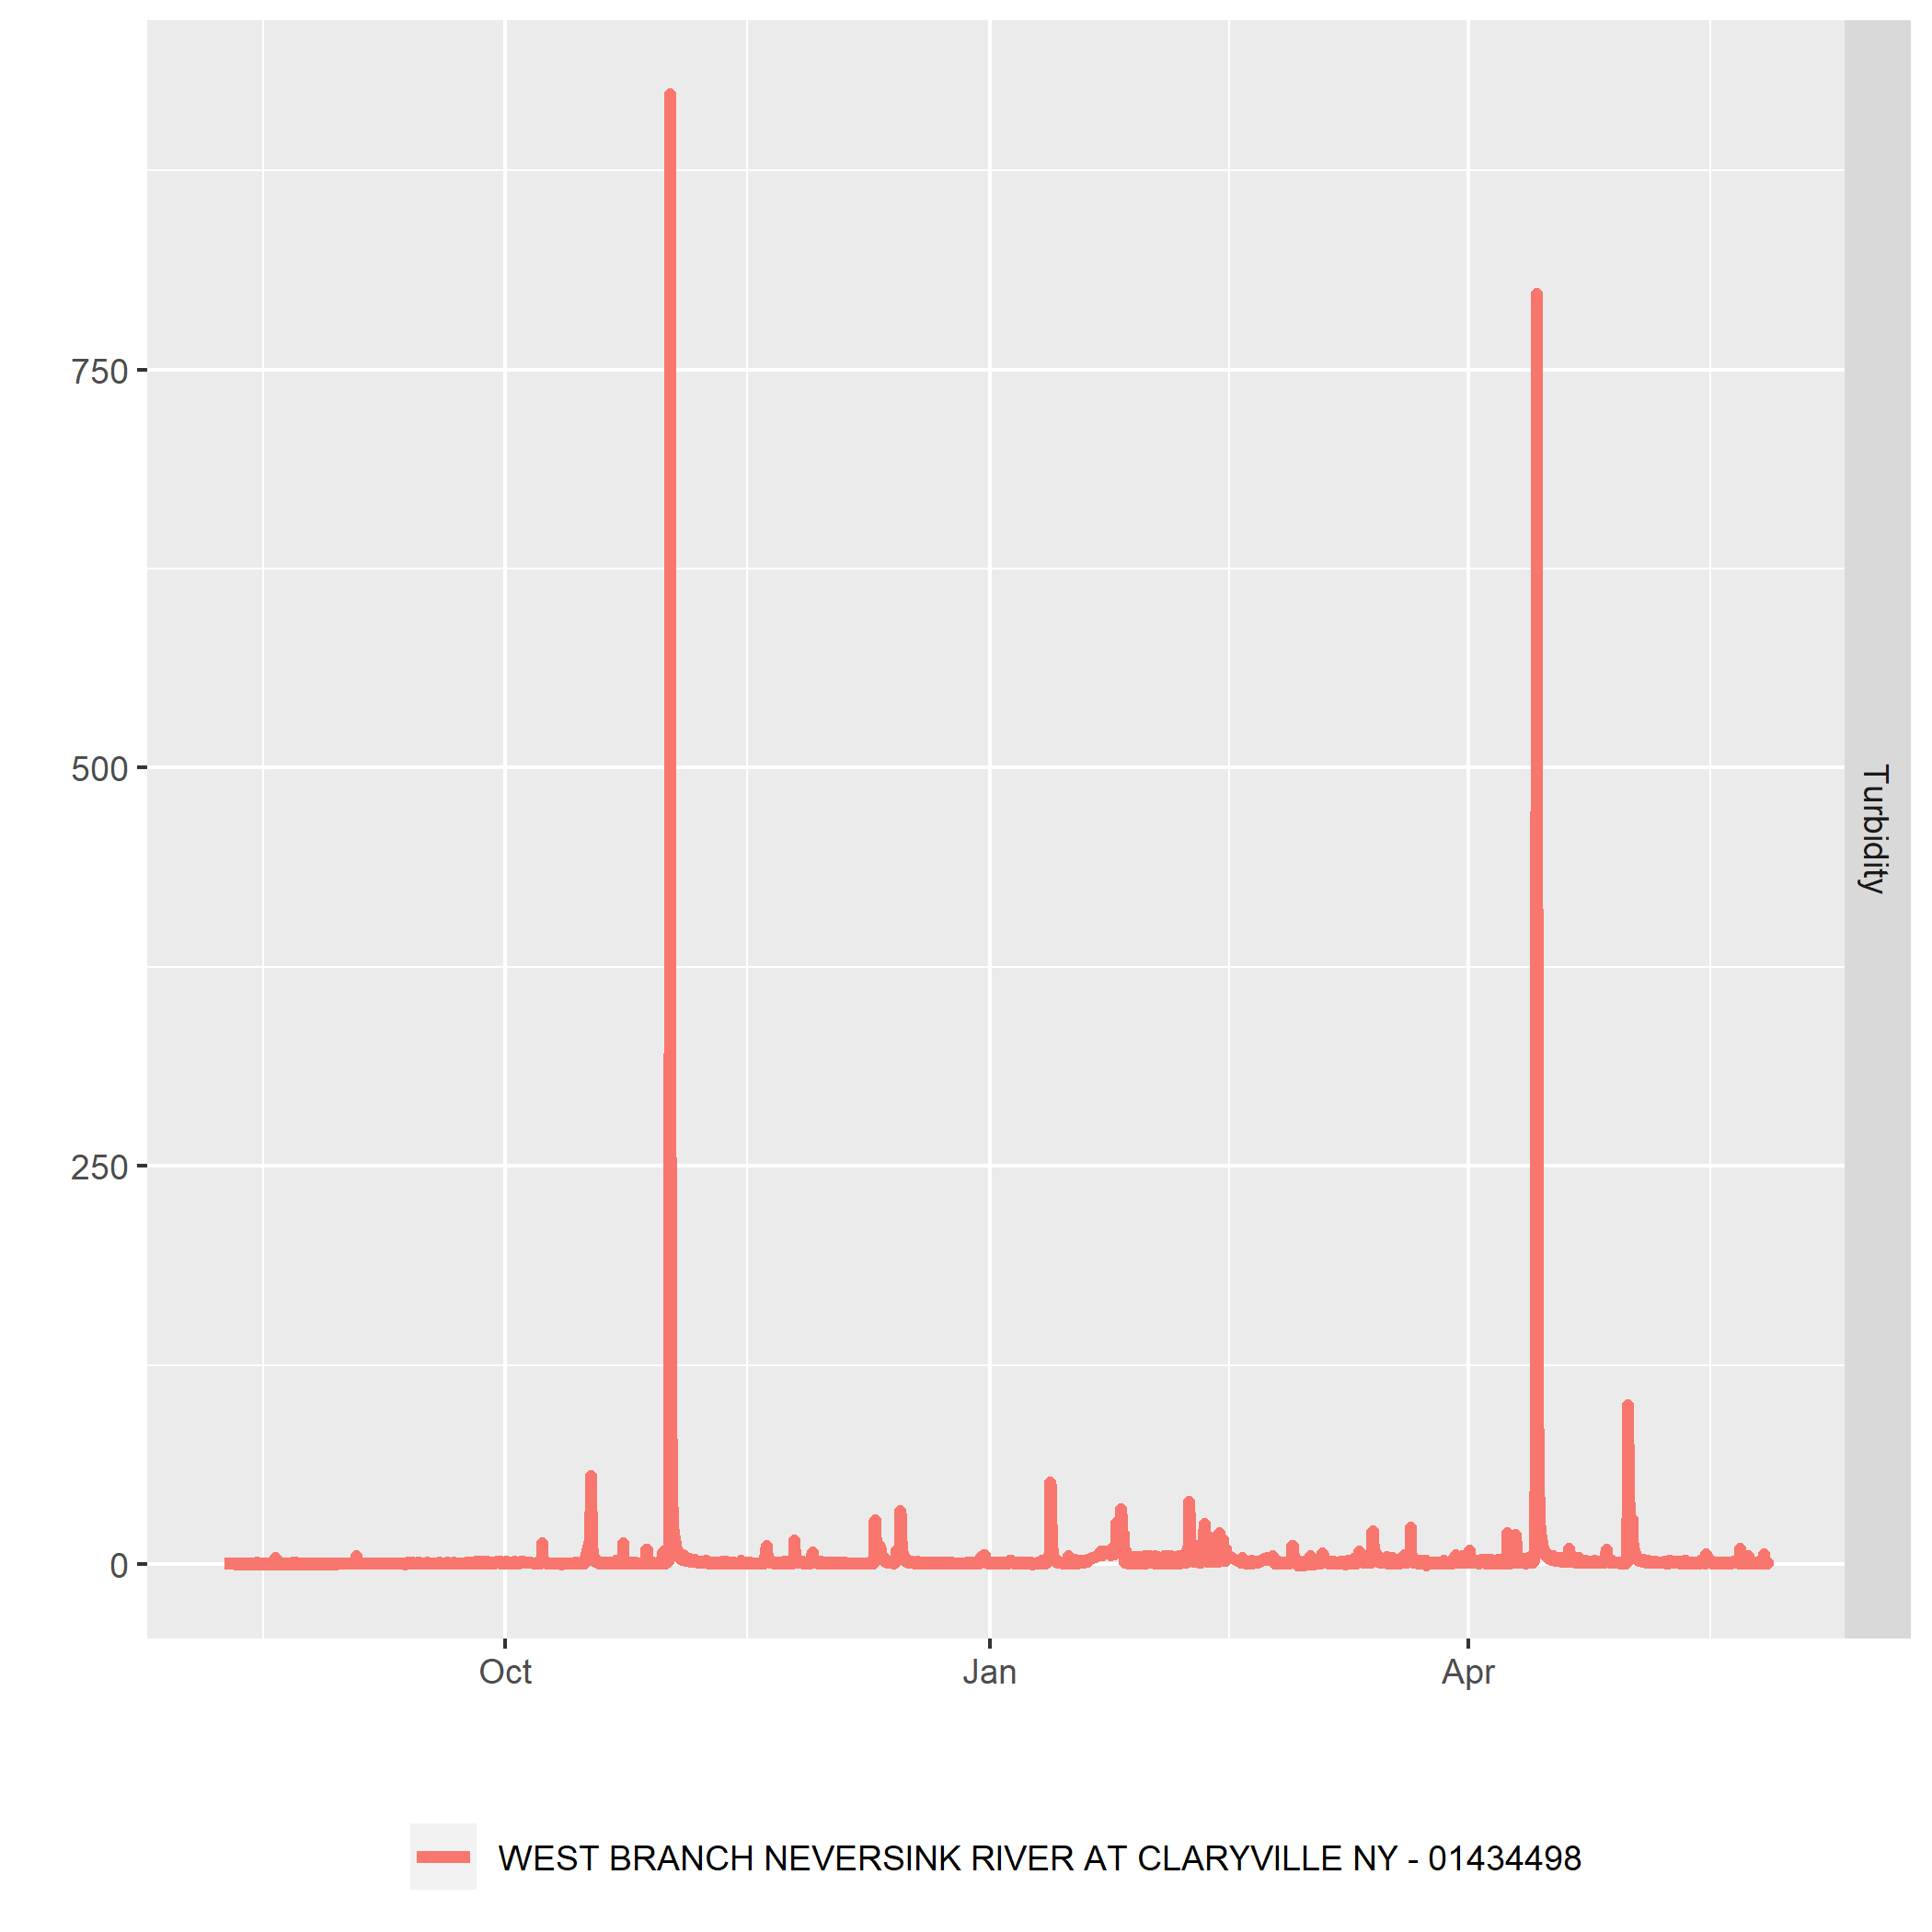 750
500
250
0
Turbidity
Oct
Jan
Apr
WEST BRANCH NEVERSINK RIVER AT CLARYVILLE NY - 01434498